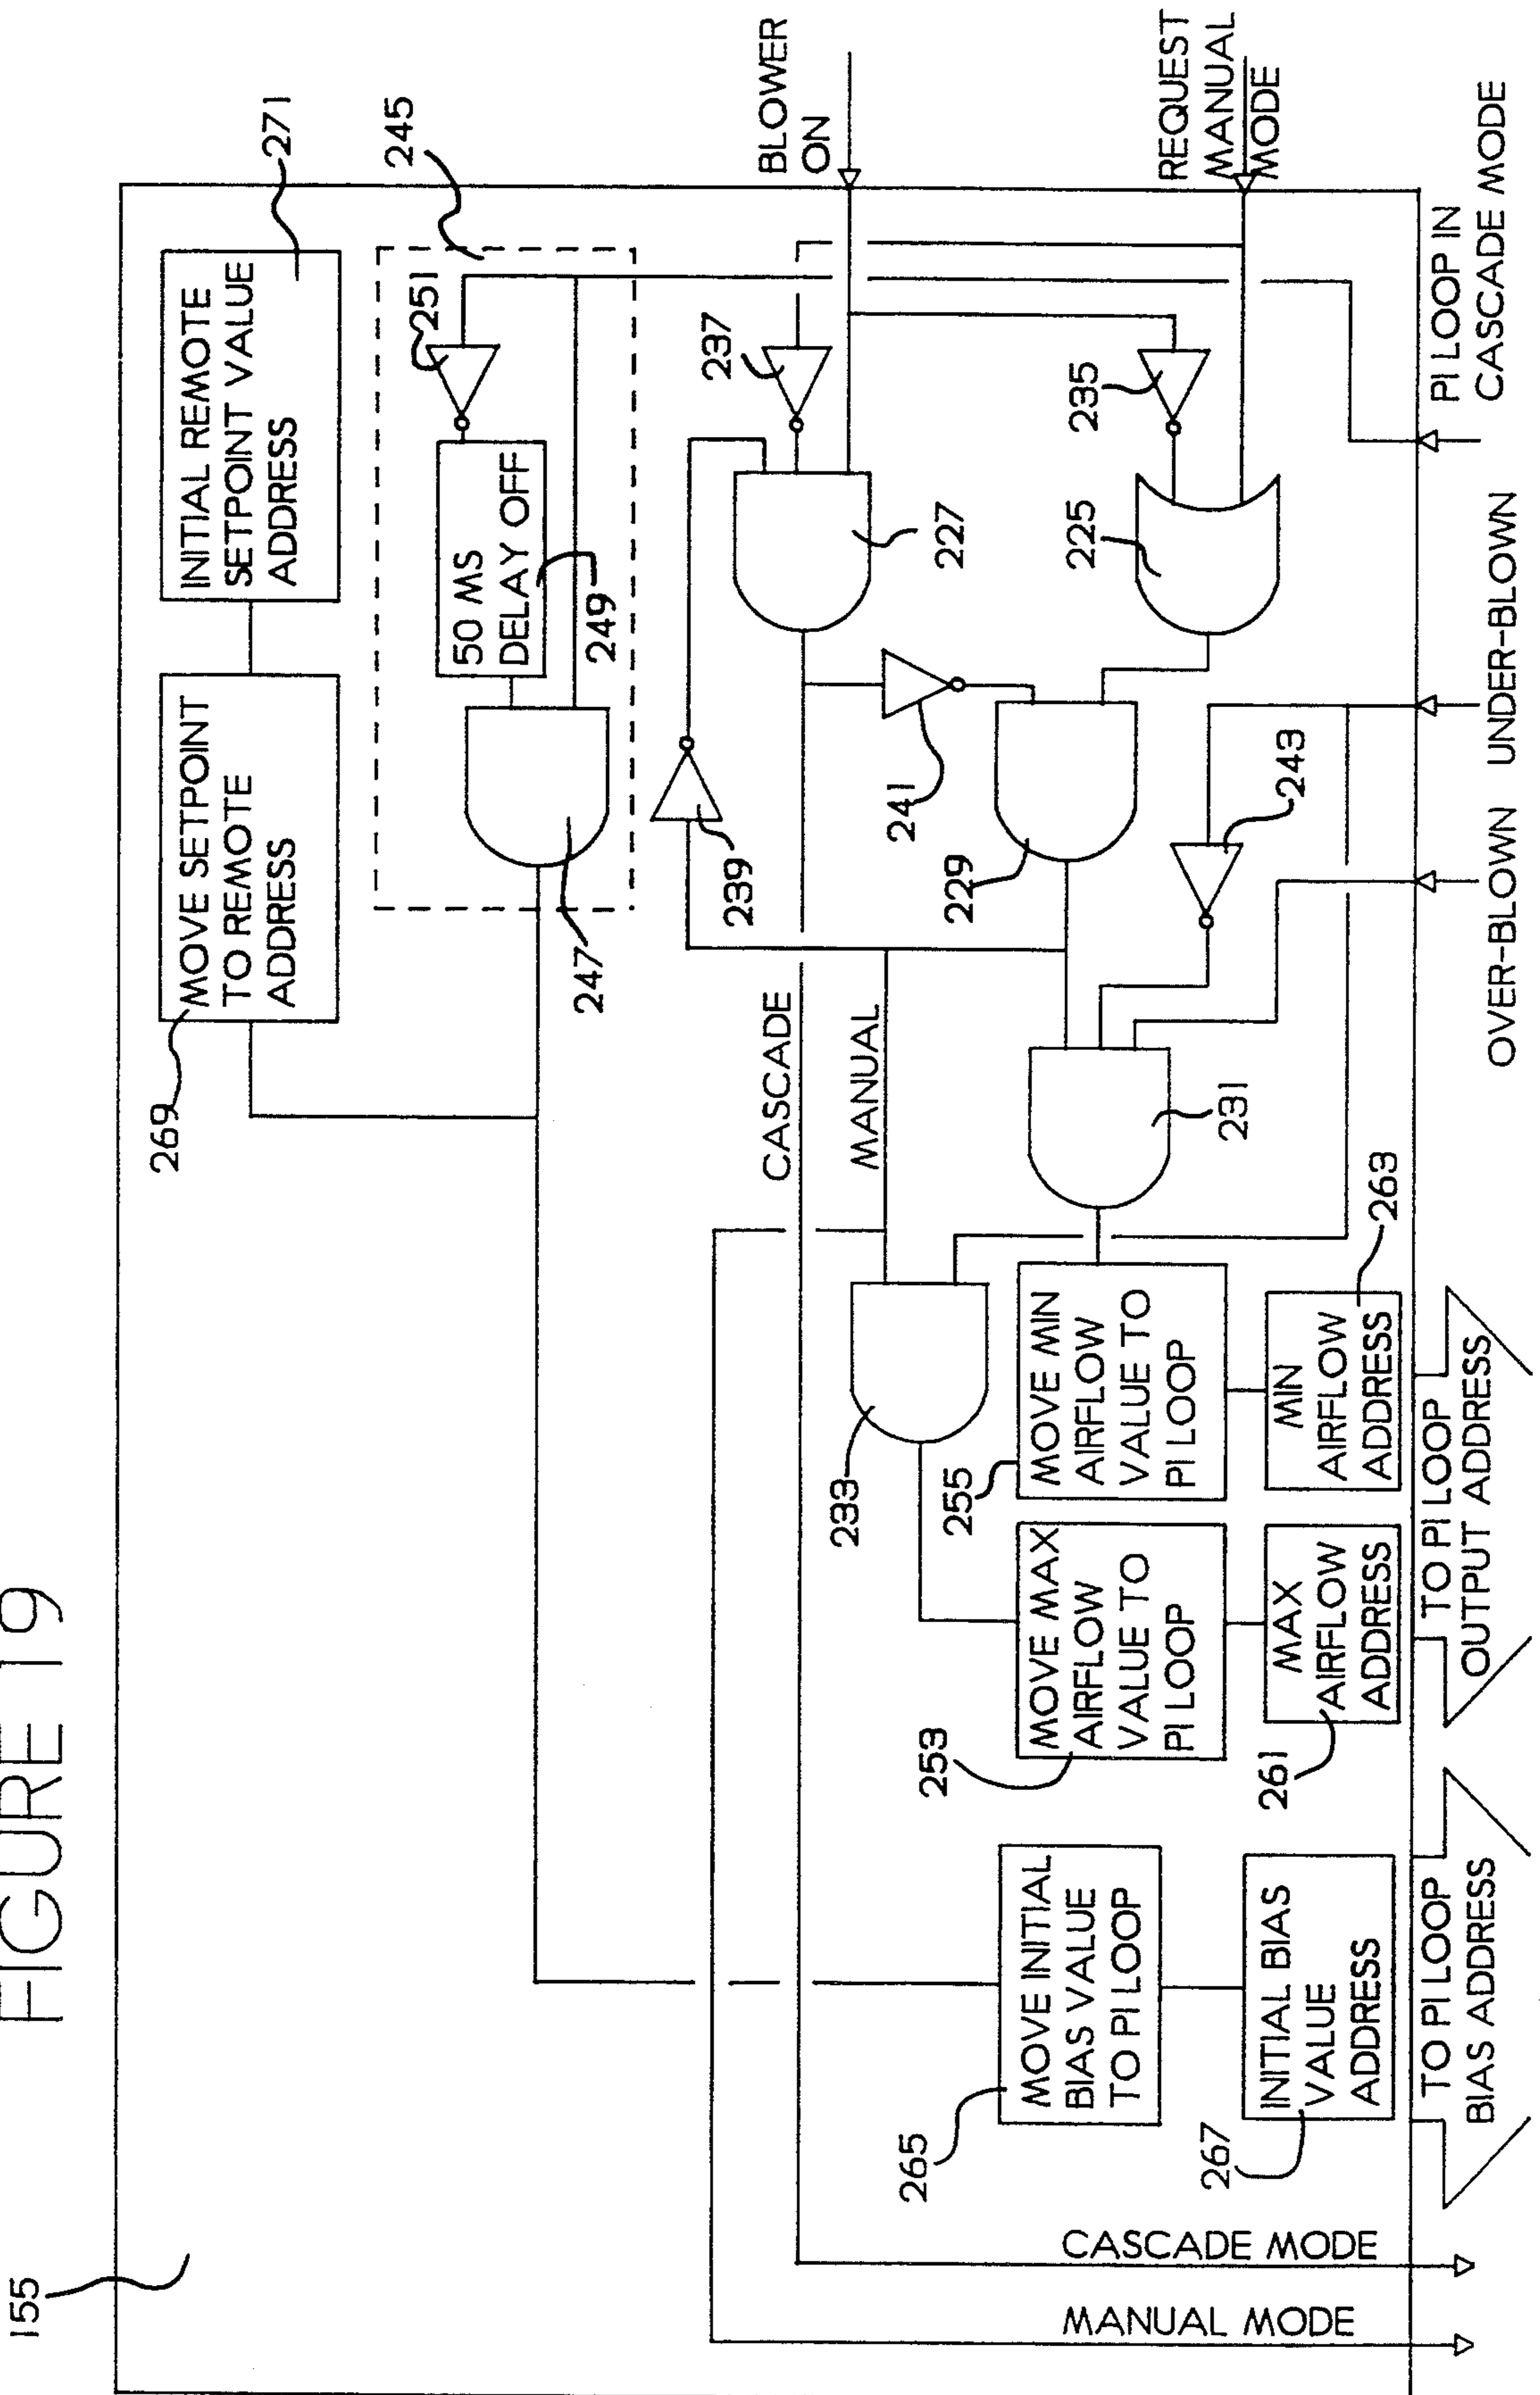 FIGURE 19
155
INITIAL REMOTE
SETPOINT VALUE
ADDRESS
271
MOVE SETPOINT
TO REMOTE
ADDRESS
269
245
251
50 MS
DELAY OFF
249
247
BLOWER
ON
REQUEST
MANUAL
MODE
237
239
227
235
225
241
229
243
231
233
CASCADE
MANUAL
PI LOOP IN
CASCADE MODE
UNDER-BLOWN
OVER-BLOWN
MOVE MIN
AIRFLOW
VALUE TO
PI LOOP
255
MIN
AIRFLOW
ADDRESS
263
MOVE MAX
AIRFLOW
VALUE TO
PI LOOP
253
MAX
AIRFLOW
ADDRESS
261
TO PI LOOP
OUTPUT ADDRESS
MOVE INITIAL
BIAS VALUE
TO PI LOOP
265
INITIAL BIAS
VALUE
ADDRESS
267
TO PI LOOP
BIAS ADDRESS
CASCADE MODE
MANUAL MODE